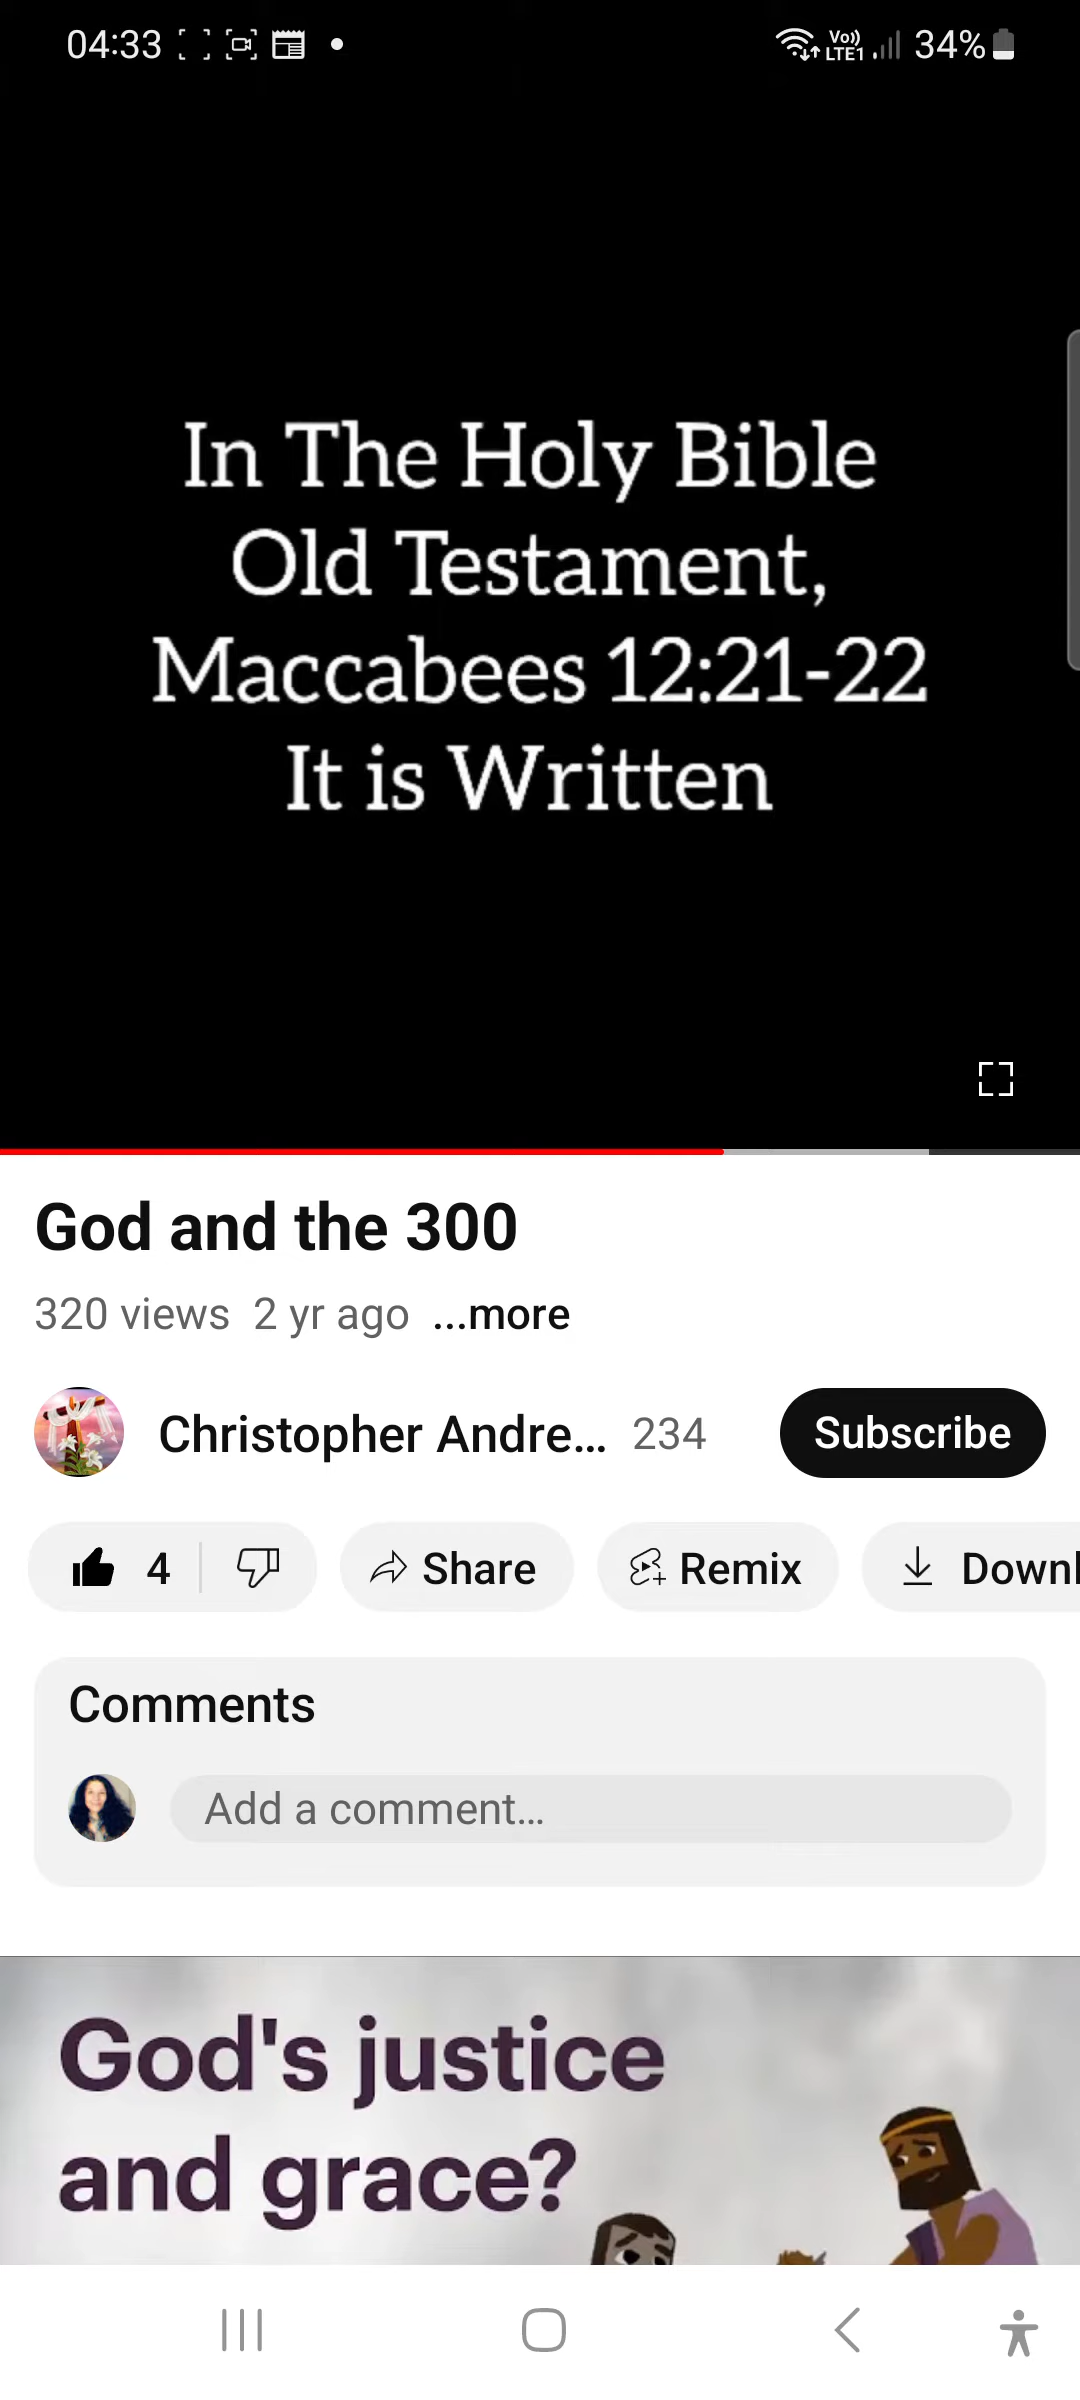 04:33 Vo)) LTE1 34%
In The Holy Bible
Old Testament,
Maccabees 12:21-22
It is Written
God and the 300
320 views 2 yr ago ...more
Christopher Andre... 234 Subscribe
4 Share Remix Downl
Comments
Add a comment...
God's justice
and grace?